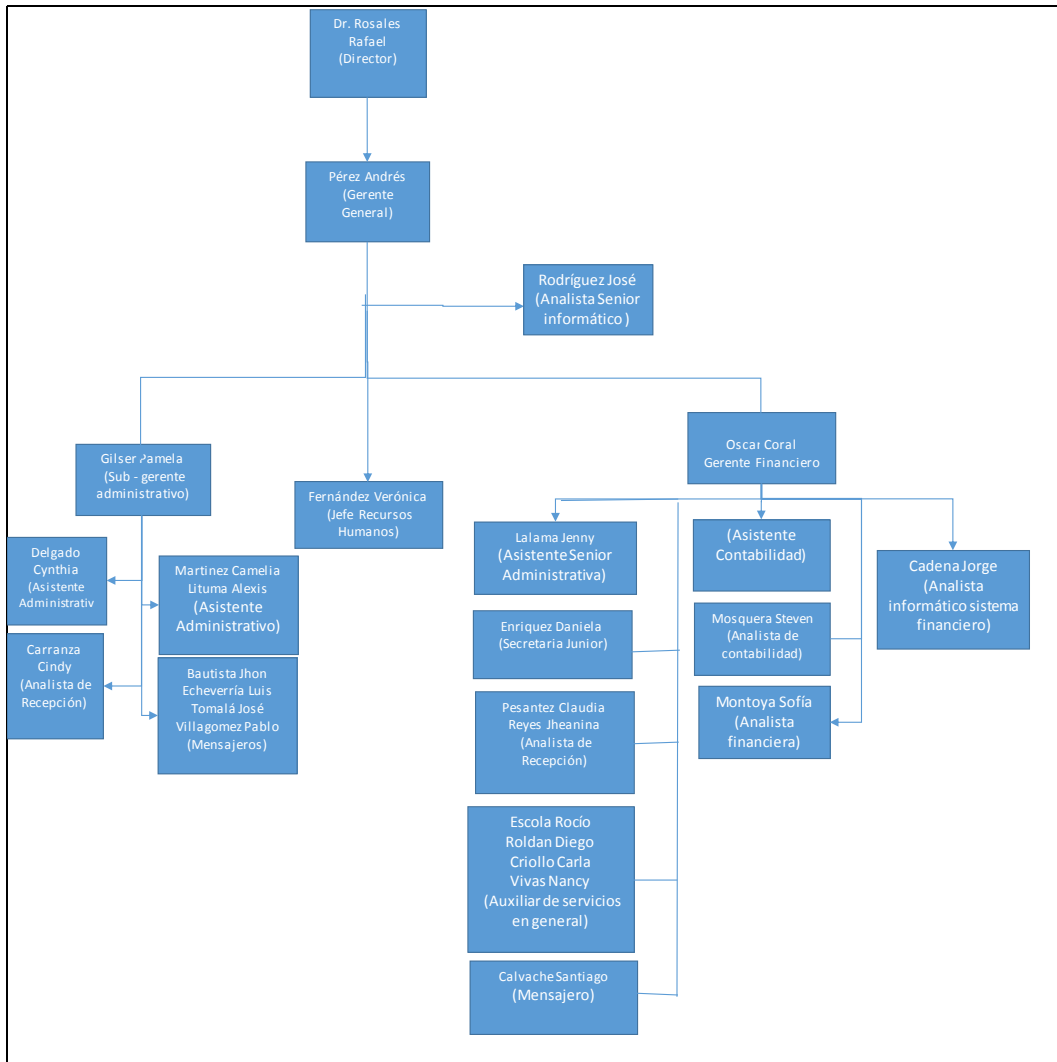 Dr. Rosales
Rafael
(Director)
Pérez Andrés
(Gerente
General)
Rodríguez José
(Analista Senior
informático )
Gilser Pamela
(Sub - gerente
administrativo)
Fernández Verónica
(Jefe Recursos
Humanos)
Oscar Coral
Gerente Financiero
Delgado
Cynthia
(Asistente
Administrativ
Martinez Camelia
Lituma Alexis
(Asistente
Administrativo)
Carranza
Cindy
(Analista de
Recepción)
Bautista Jhon
Echeverría Luis
Tomalá José
Villagomez Pablo
(Mensajeros)
Lalama Jenny
(Asistente Senior
Administrativa)
(Asistente
Contabilidad)
Cadena Jorge
(Analista
informático sistema
financiero)
Enriquez Daniela
(Secretaria Junior)
Mosquera Steven
(Analista de
contabilidad)
Pesantez Claudia
Reyes Jheanina
(Analista de
Recepción)
Montoya Sofía
(Analista
financiera)
Escola Rocío
Roldan Diego
Criollo Carla
Vivas Nancy
(Auxiliar de servicios
en general)
Calvache Santiago
(Mensajero)